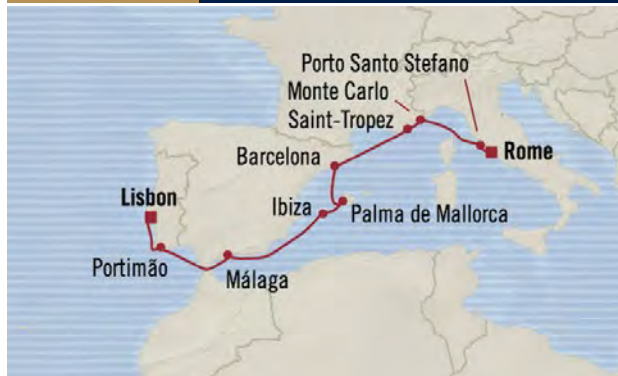 Porto Santo Stefano
Monte Carlo
Saint-Tropez
Rome
Barcelona
Lisbon
Ibiza
Palma de Mallorca
Portimão
Málaga